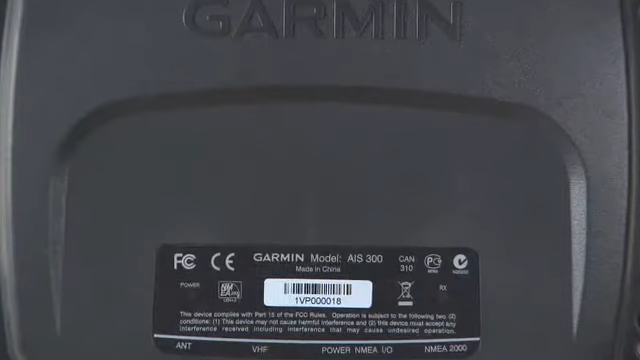 GARMIN
FC CE GARMIN Model: AIS 300 CAN 310
Made in China
POWER RX
1VP000018
This device complies with Part 15 of the FCC Rules. Operation is subject to the following two (2)
conditions: (1) This device may not cause harmful interference and (2) this device must accept any
interference received including interference that may cause undesired operation.
ANT VHF POWER NMEA I/O NMEA 2000